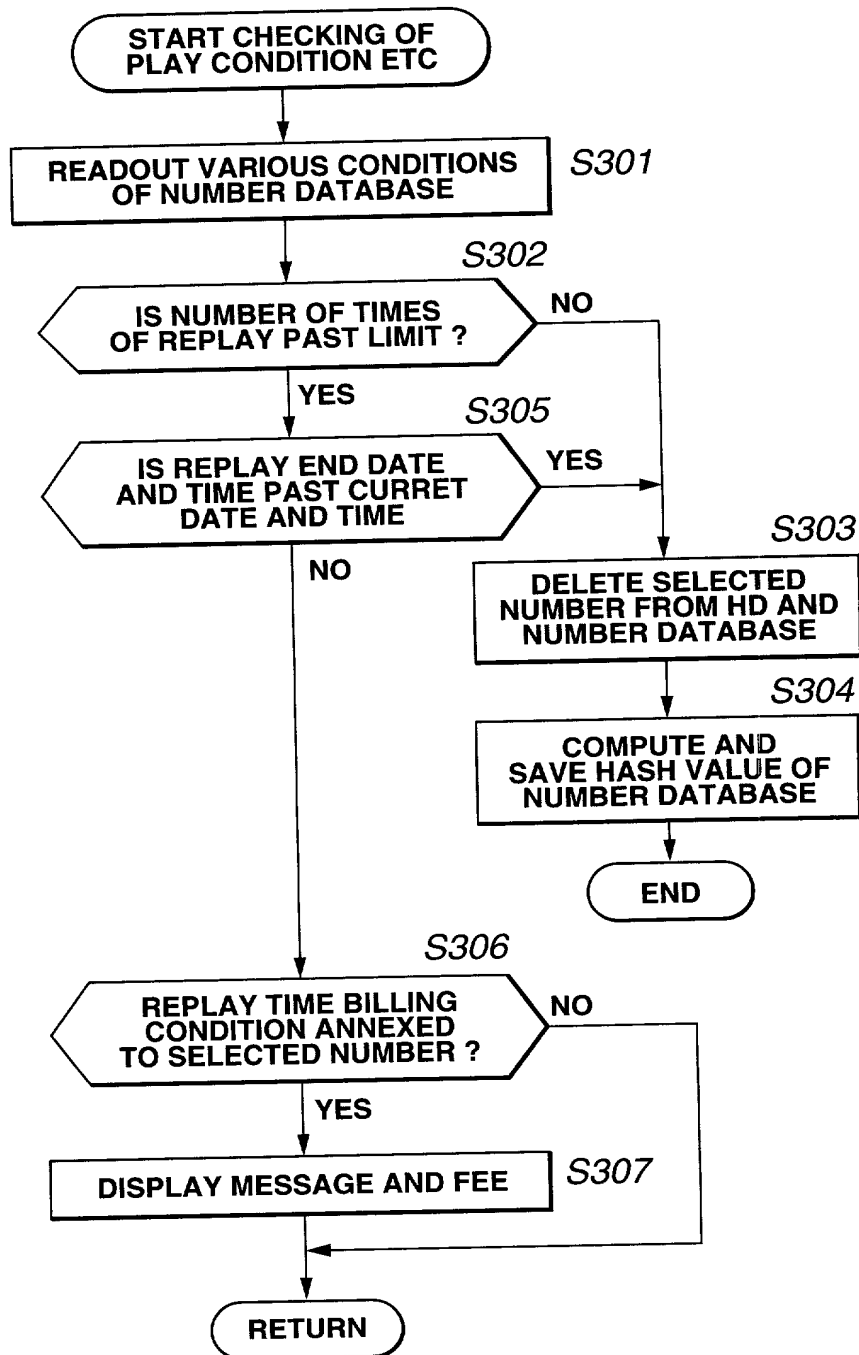 START CHECKING OF
PLAY CONDITION ETC
READOUT VARIOUS CONDITIONS
OF NUMBER DATABASE
S301
S302
IS NUMBER OF TIMES
OF REPLAY PAST LIMIT ?
NO
YES
S305
IS REPLAY END DATE
AND TIME PAST CURRET
DATE AND TIME
YES
NO
S303
DELETE SELECTED
NUMBER FROM HD AND
NUMBER DATABASE
S304
COMPUTE AND
SAVE HASH VALUE OF
NUMBER DATABASE
END
S306
REPLAY TIME BILLING
CONDITION ANNEXED
TO SELECTED NUMBER ?
NO
YES
DISPLAY MESSAGE AND FEE
S307
RETURN